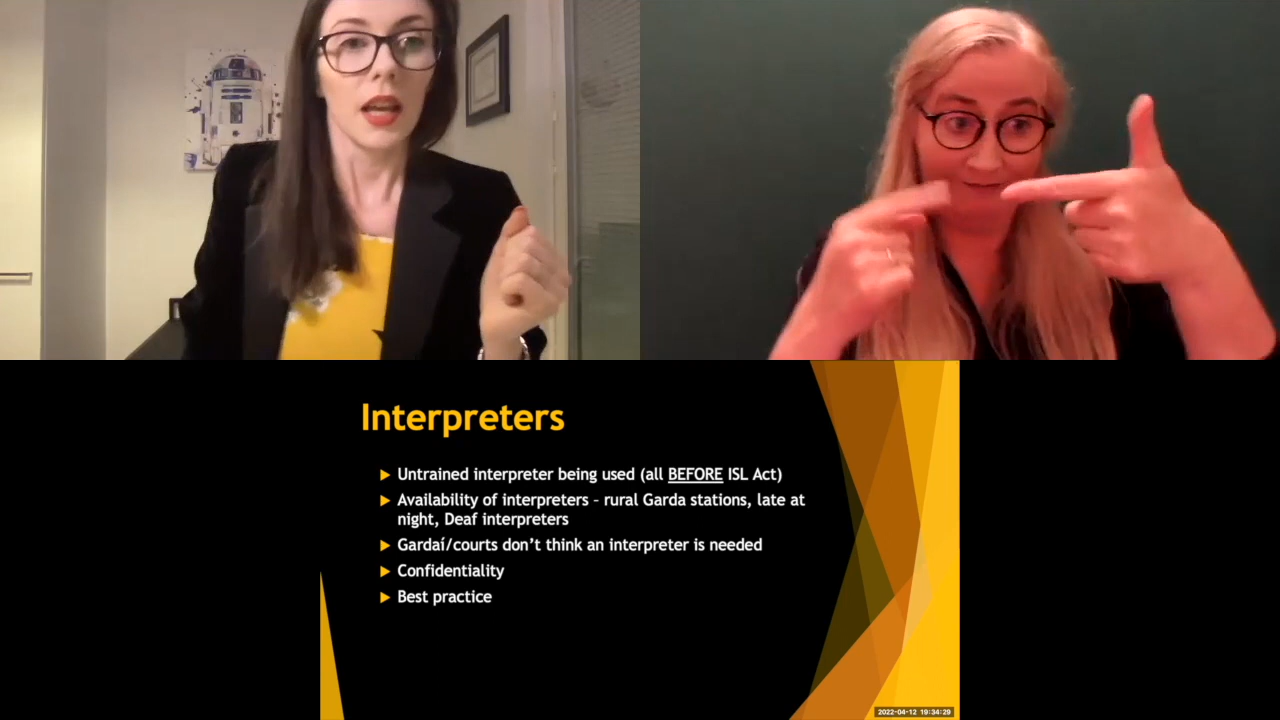 Interpreters
Untrained interpreter being used (all BEFORE ISL Act)
Availability of interpreters – rural Garda stations, late at
night, Deaf interpreters
Gardaí/courts don't think an interpreter is needed
Confidentiality
Best practice
2022-04-12 19:34:29